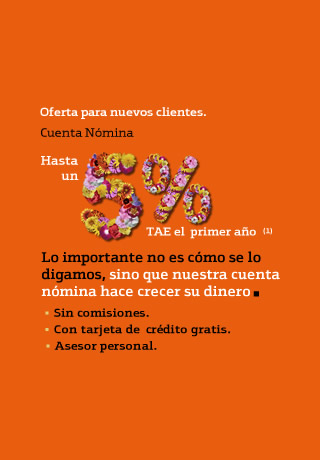 Oferta para nuevos clientes.
Cuenta Nómina
Hasta
un
5%
TAE el primer año (1)
Lo importante no es cómo se lo
digamos, sino que nuestra cuenta
nómina hace crecer su dinero
• Sin comisiones.
• Con tarjeta de crédito gratis.
• Asesor personal.